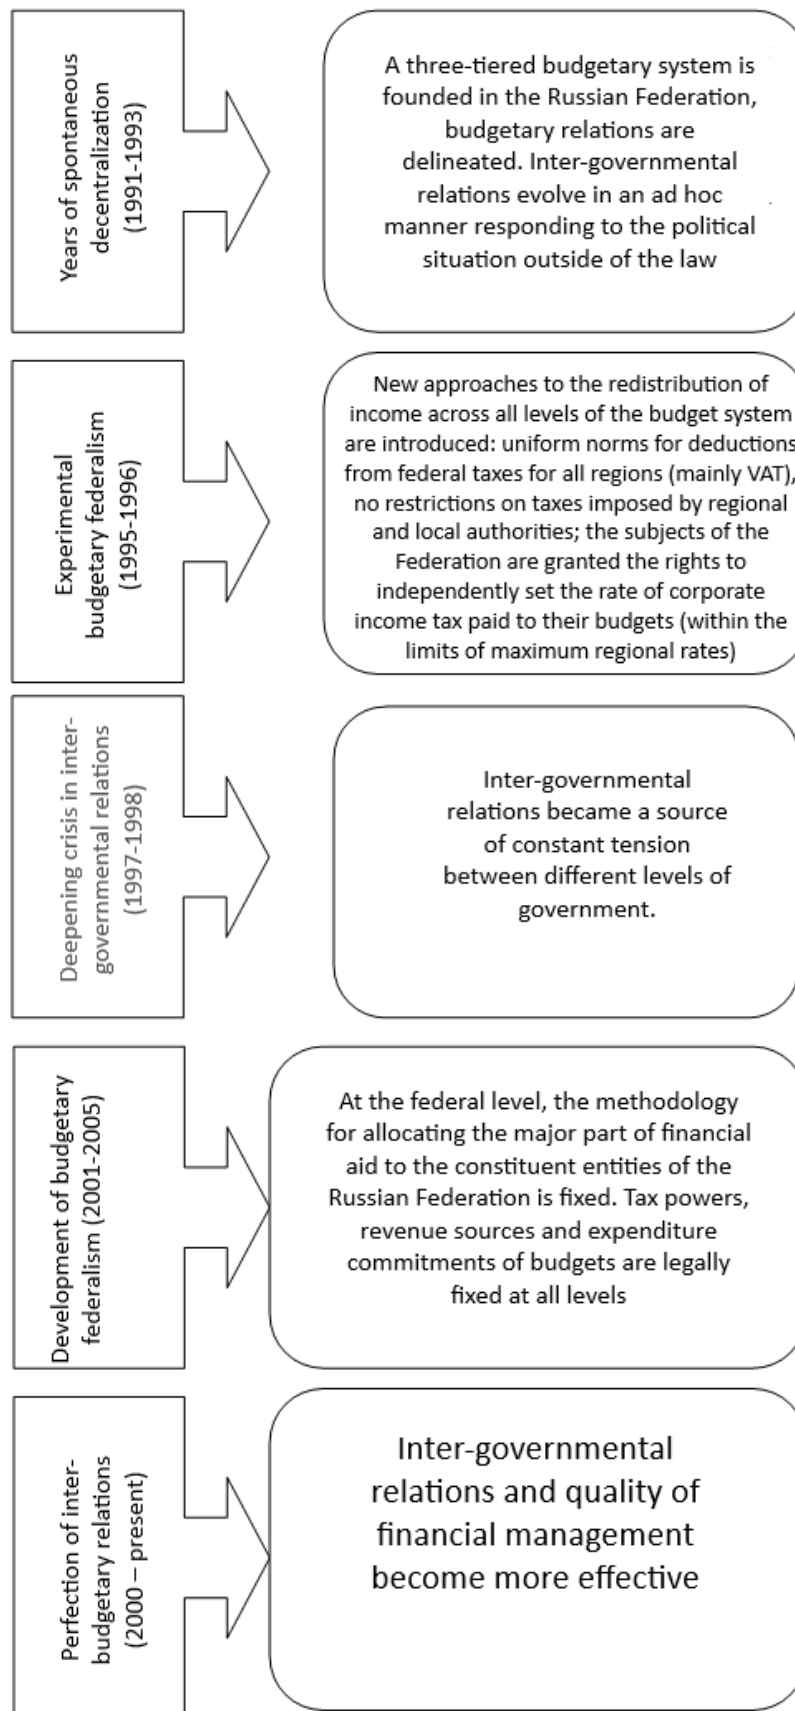 Years of spontaneous
decentralization
(1991-1993)
A three-tiered budgetary system is
founded in the Russian Federation,
budgetary relations are
delineated. Inter-governmental
relations evolve in an ad hoc
manner responding to the political
situation outside of the law
Experimental
budgetary federalism
(1995-1996)
New approaches to the redistribution of
income across all levels of the budget system
are introduced: uniform norms for deductions
from federal taxes for all regions (mainly VAT),
no restrictions on taxes imposed by regional
and local authorities; the subjects of the
Federation are granted the rights to
independently set the rate of corporate
income tax paid to their budgets (within the
limits of maximum regional rates)
Deepening crisis in inter-
governmental relations
(1997-1998)
Inter-governmental
relations became a source
of constant tension
between different levels of
government.
Development of budgetary
federalism (2001-2005)
At the federal level, the methodology
for allocating the major part of financial
aid to the constituent entities of the
Russian Federation is fixed. Tax powers,
revenue sources and expenditure
commitments of budgets are legally
fixed at all levels
Perfection of inter-
budgetary relations
(2000 – present)
Inter-governmental
relations and quality of
financial management
become more effective